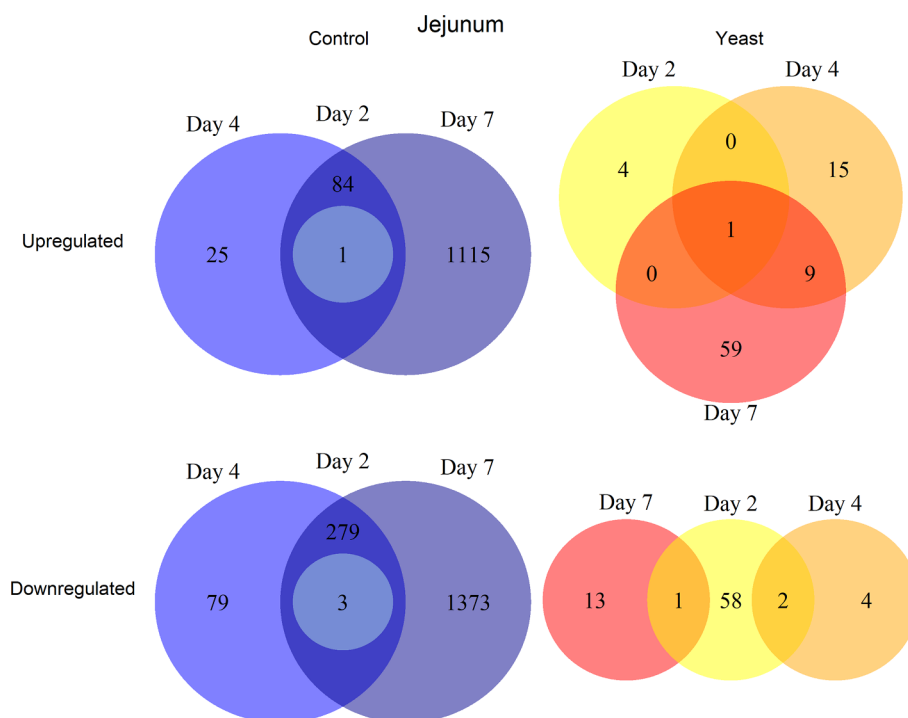 Jejunum
Control
Yeast
Upregulated
Day 4
Day 2
Day 7
84
25
1
1115
Day 2
Day 4
0
4
15
1
0
9
59
Day 7
Downregulated
Day 4
Day 2
Day 7
279
79
3
1373
Day 7
Day 2
Day 4
13
1
58
2
4